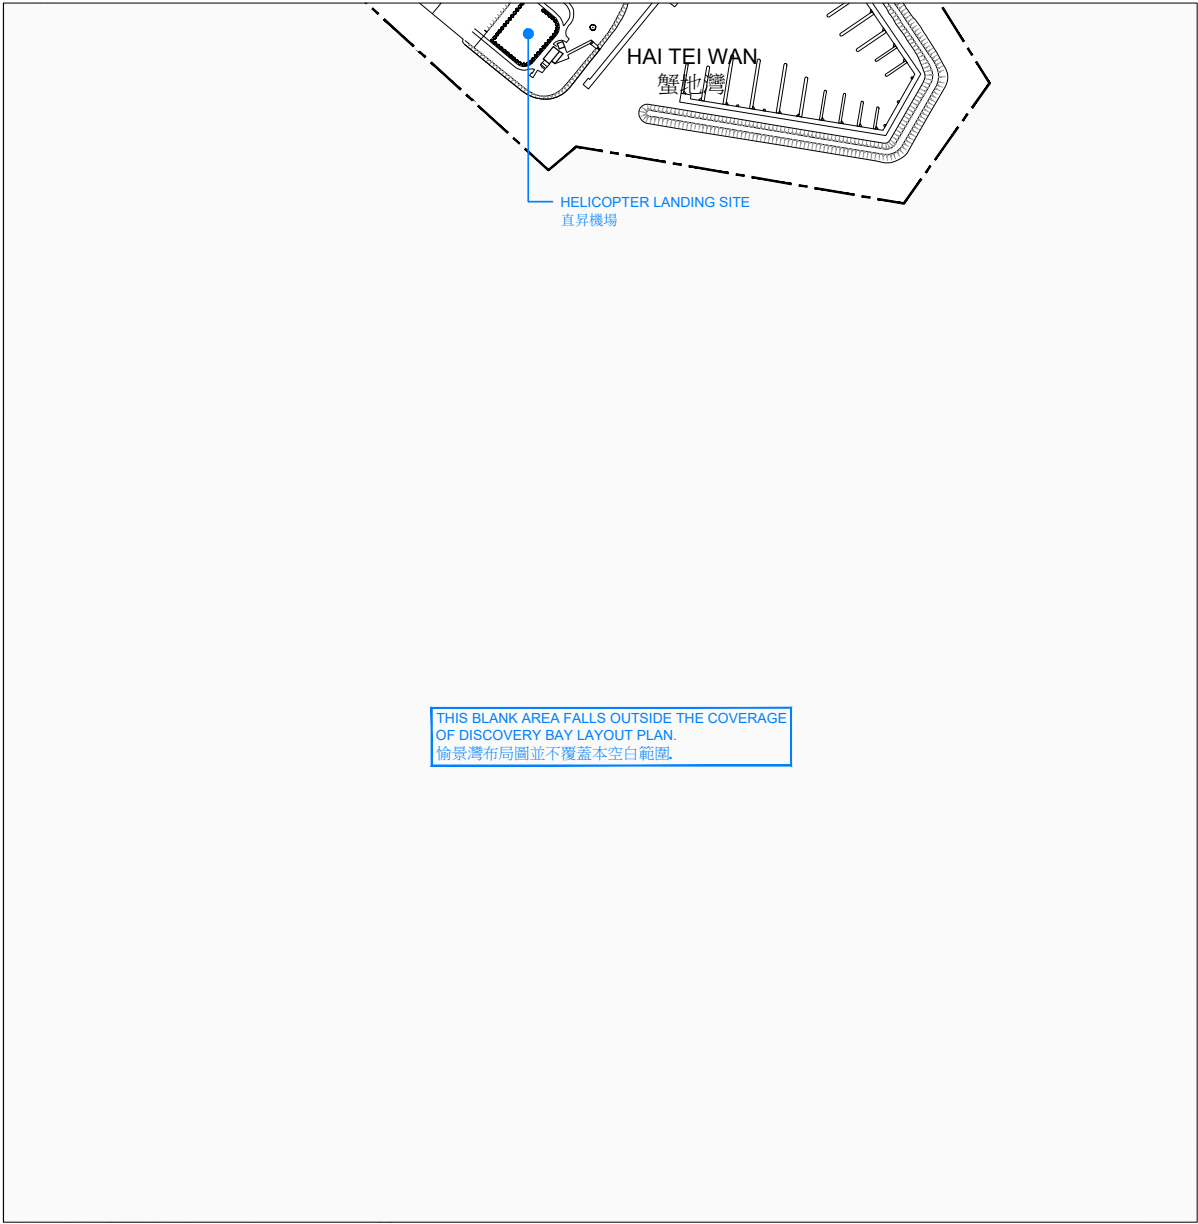 HAI TEI WAN
蟹地灣
HELICOPTER LANDING SITE
直昇機場
THIS BLANK AREA FALLS OUTSIDE THE COVERAGE
OF DISCOVERY BAY LAYOUT PLAN.
愉景灣布局圖並不覆蓋本空白範圍.